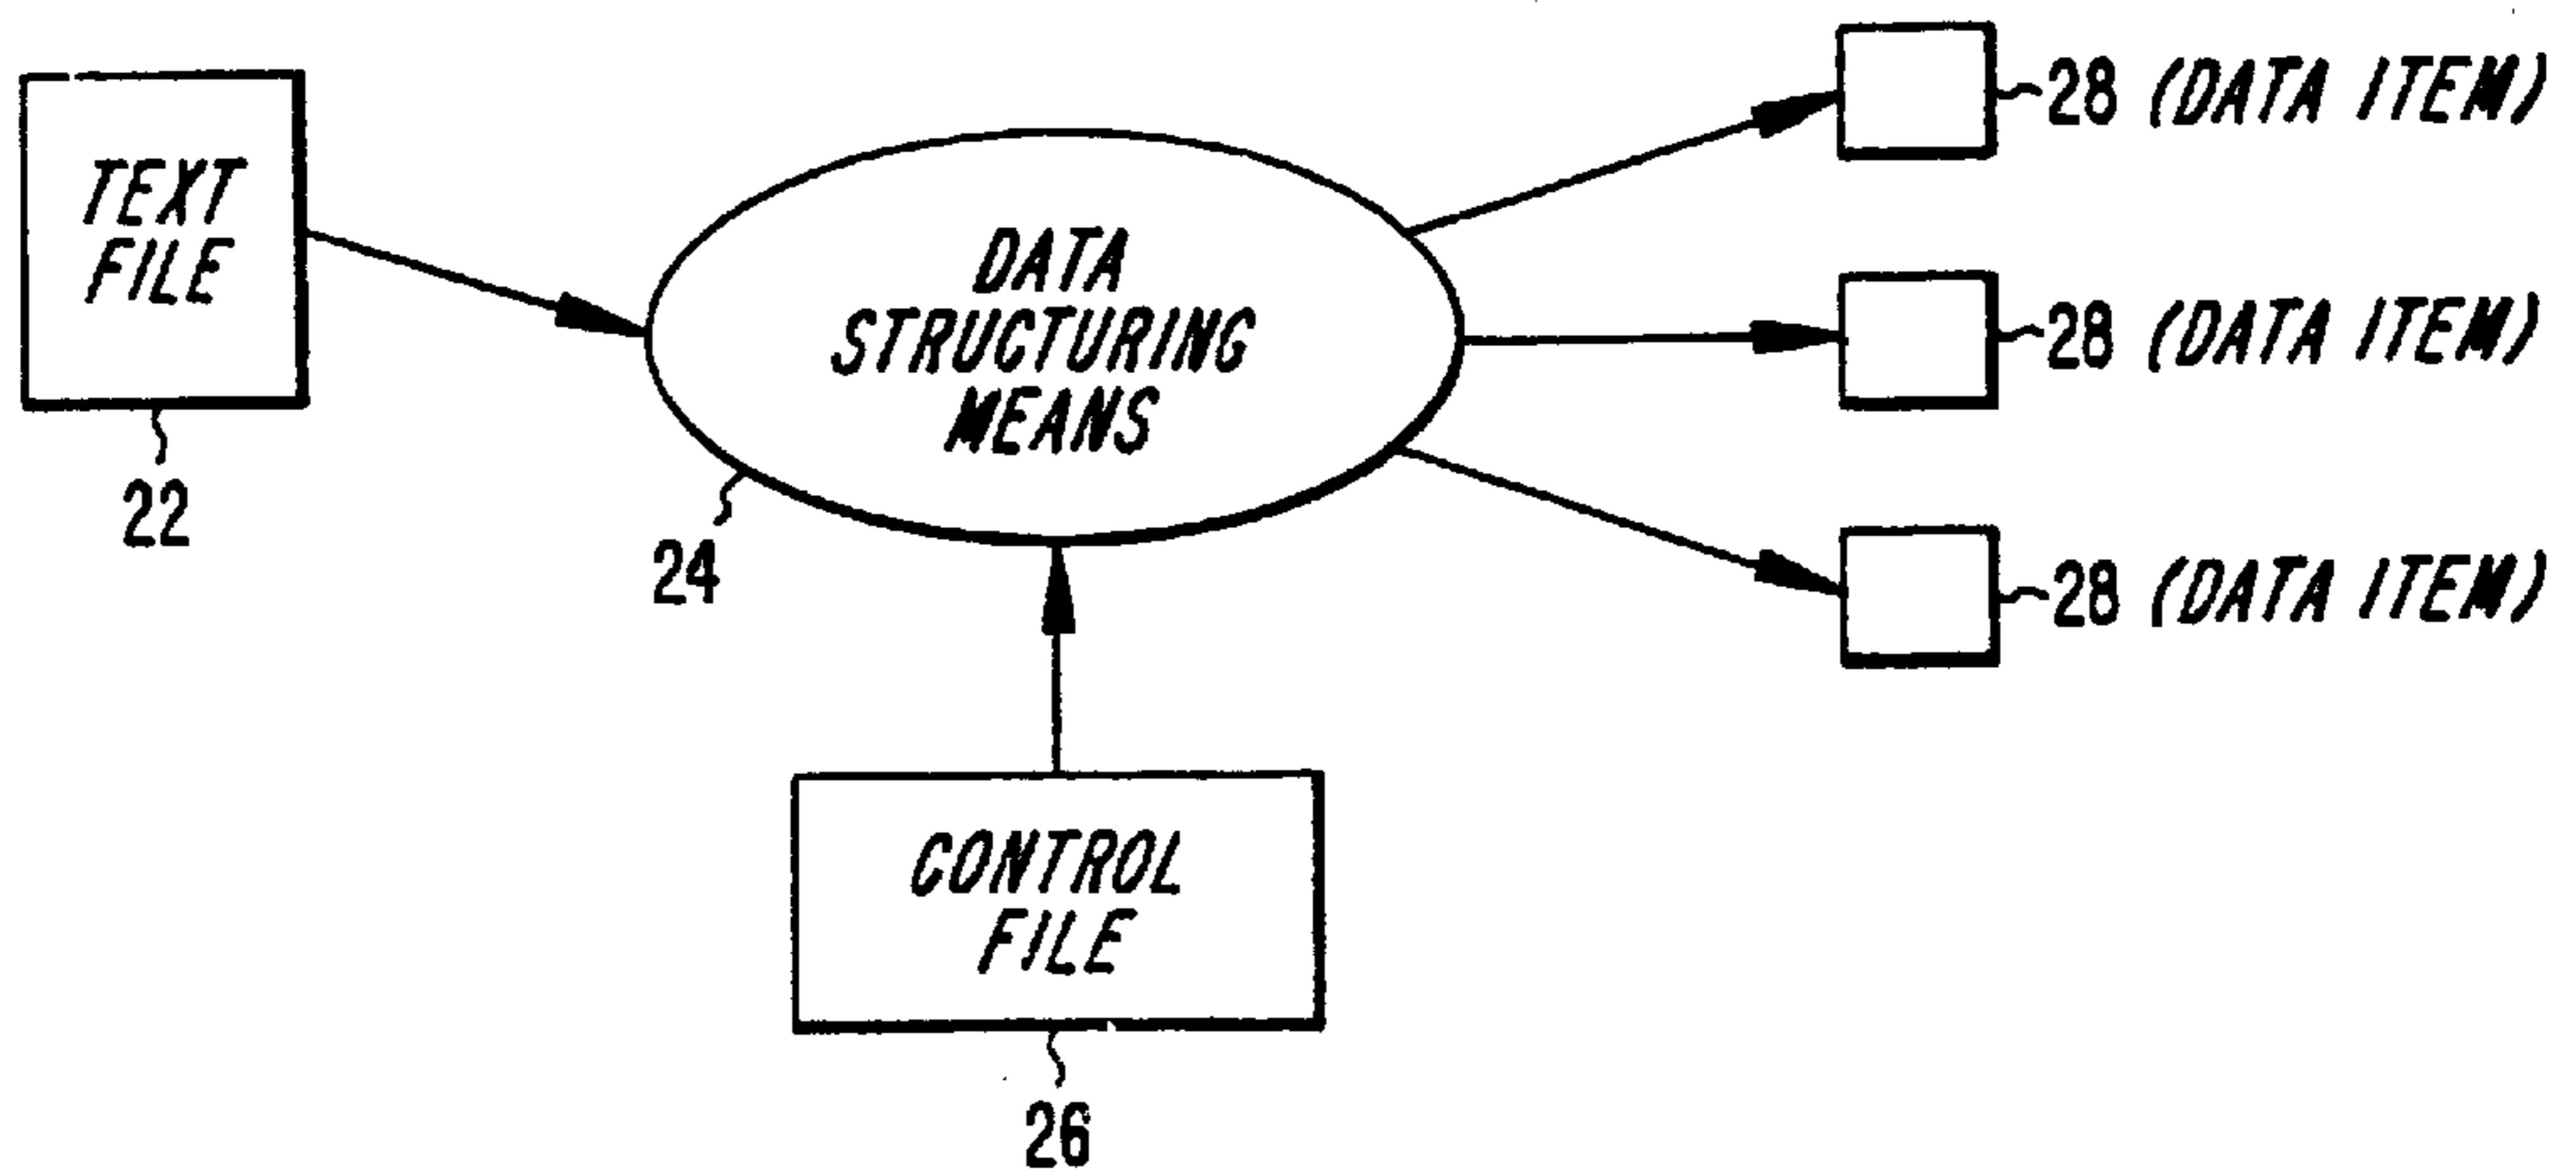 TEXT
FILE
22
DATA
STRUCTURING
MEANS
24
CONTROL
FILE
26
28 (DATA ITEM)
28 (DATA ITEM)
28 (DATA ITEM)